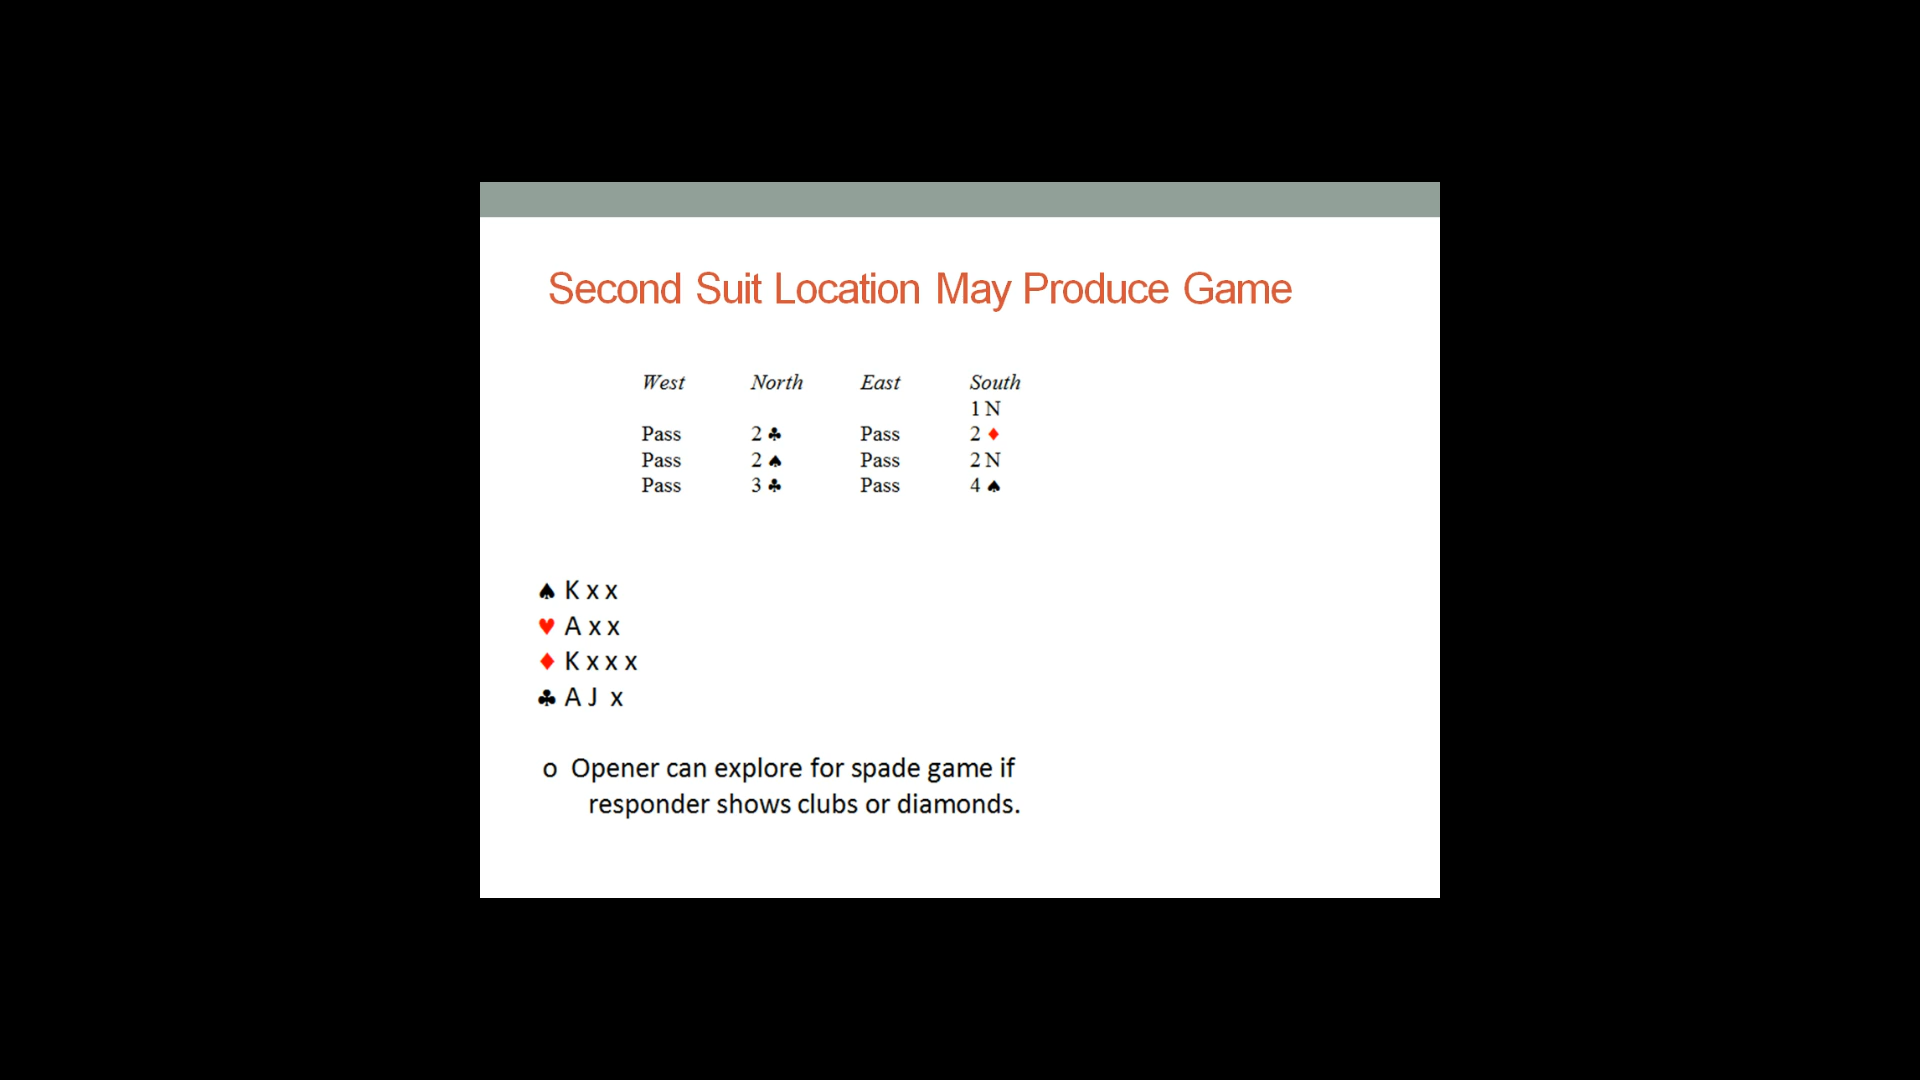 Second Suit Location May Produce Game
West North East South
1 N
Pass 2 ♣ Pass 2 ♦
Pass 2 ♠ Pass 2 N
Pass 3 ♣ Pass 4 ♠
♠ K x x
♥ A x x
♦ K x x x
♣ A J x
o Opener can explore for spade game if
responder shows clubs or diamonds.